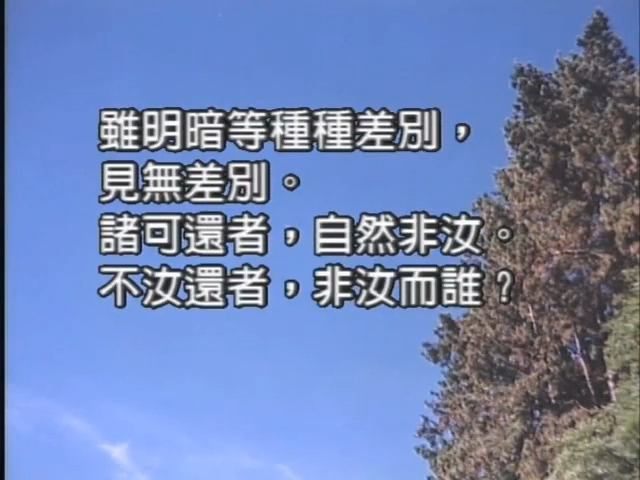 雖明暗等種種差別，
見無差別。
諸可還者，自然非汝。
不汝還者，非汝而誰？